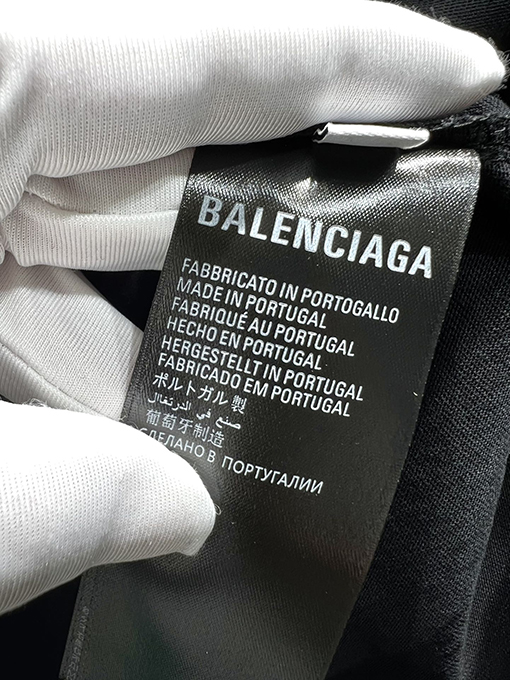 BALENCIAGA
FABBRICATO IN PORTOGALLO
MADE IN PORTUGAL
FABRIQUÉ AU PORTUGAL
HECHO EN PORTUGAL
HERGESTELLT IN PORTUGAL
FABRICADO EM PORTUGAL
ポルトガル製
صنع في البرتغال
葡萄牙制造
СДЕЛАНО В ПОРТУГАЛИИ